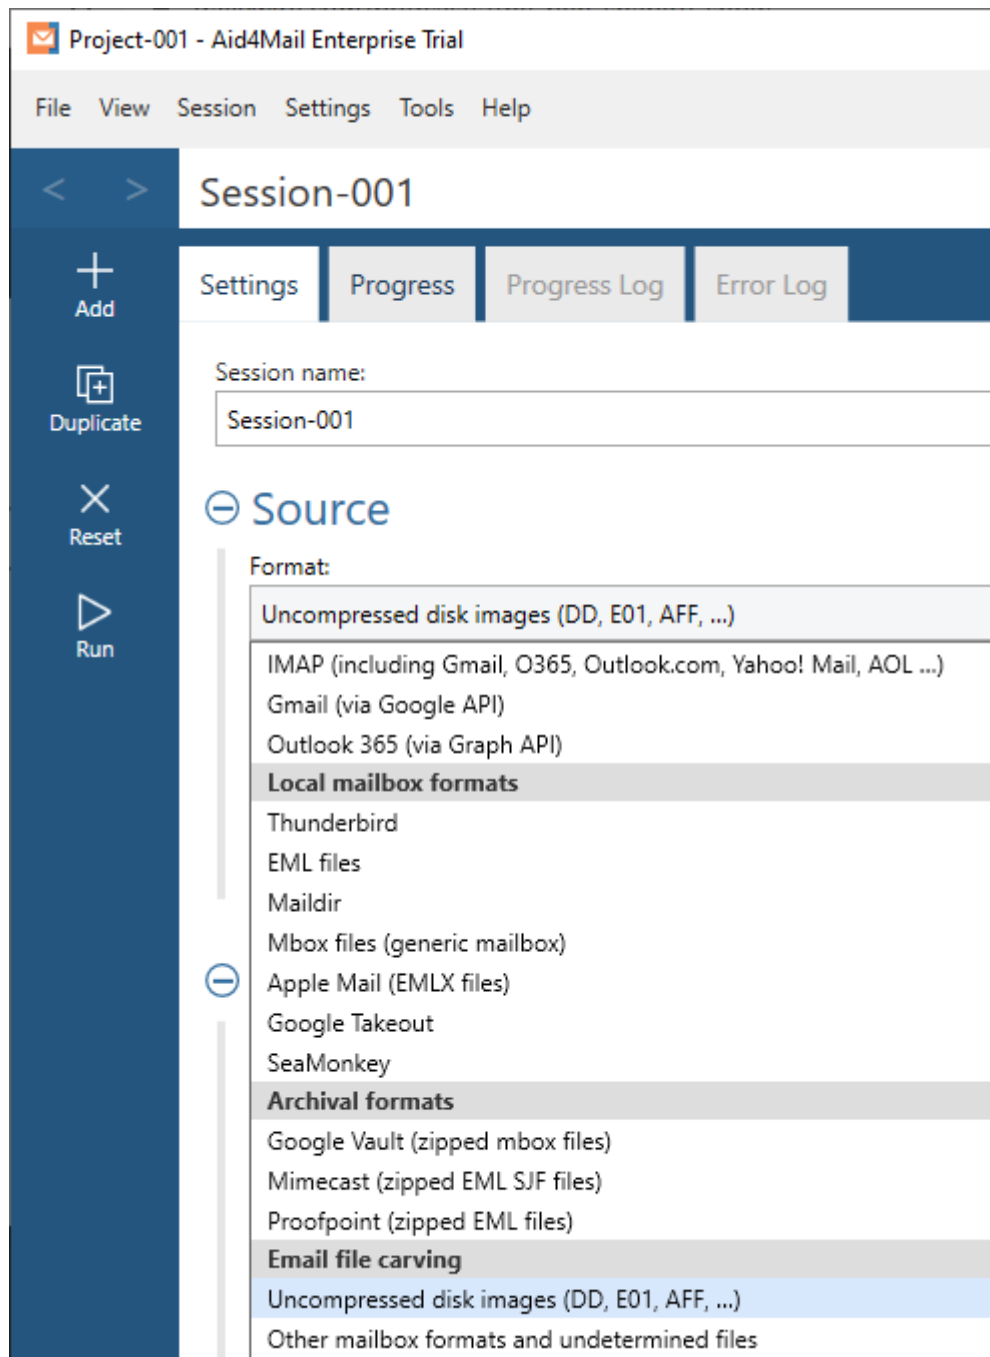 Project-001 - Aid4Mail Enterprise Trial
File View Session Settings Tools Help
< > Session-001
Add
Settings Progress Progress Log Error Log
Duplicate
Session name:
Session-001
Reset
Source
Format:
Run
Uncompressed disk images (DD, E01, AFF, ...)
IMAP (including Gmail, O365, Outlook.com, Yahoo! Mail, AOL ...)
Gmail (via Google API)
Outlook 365 (via Graph API)
Local mailbox formats
Thunderbird
EML files
Maildir
Mbox files (generic mailbox)
Apple Mail (EMLX files)
Google Takeout
SeaMonkey
Archival formats
Google Vault (zipped mbox files)
Mimecast (zipped EML SJF files)
Proofpoint (zipped EML files)
Email file carving
Uncompressed disk images (DD, E01, AFF, ...)
Other mailbox formats and undetermined files